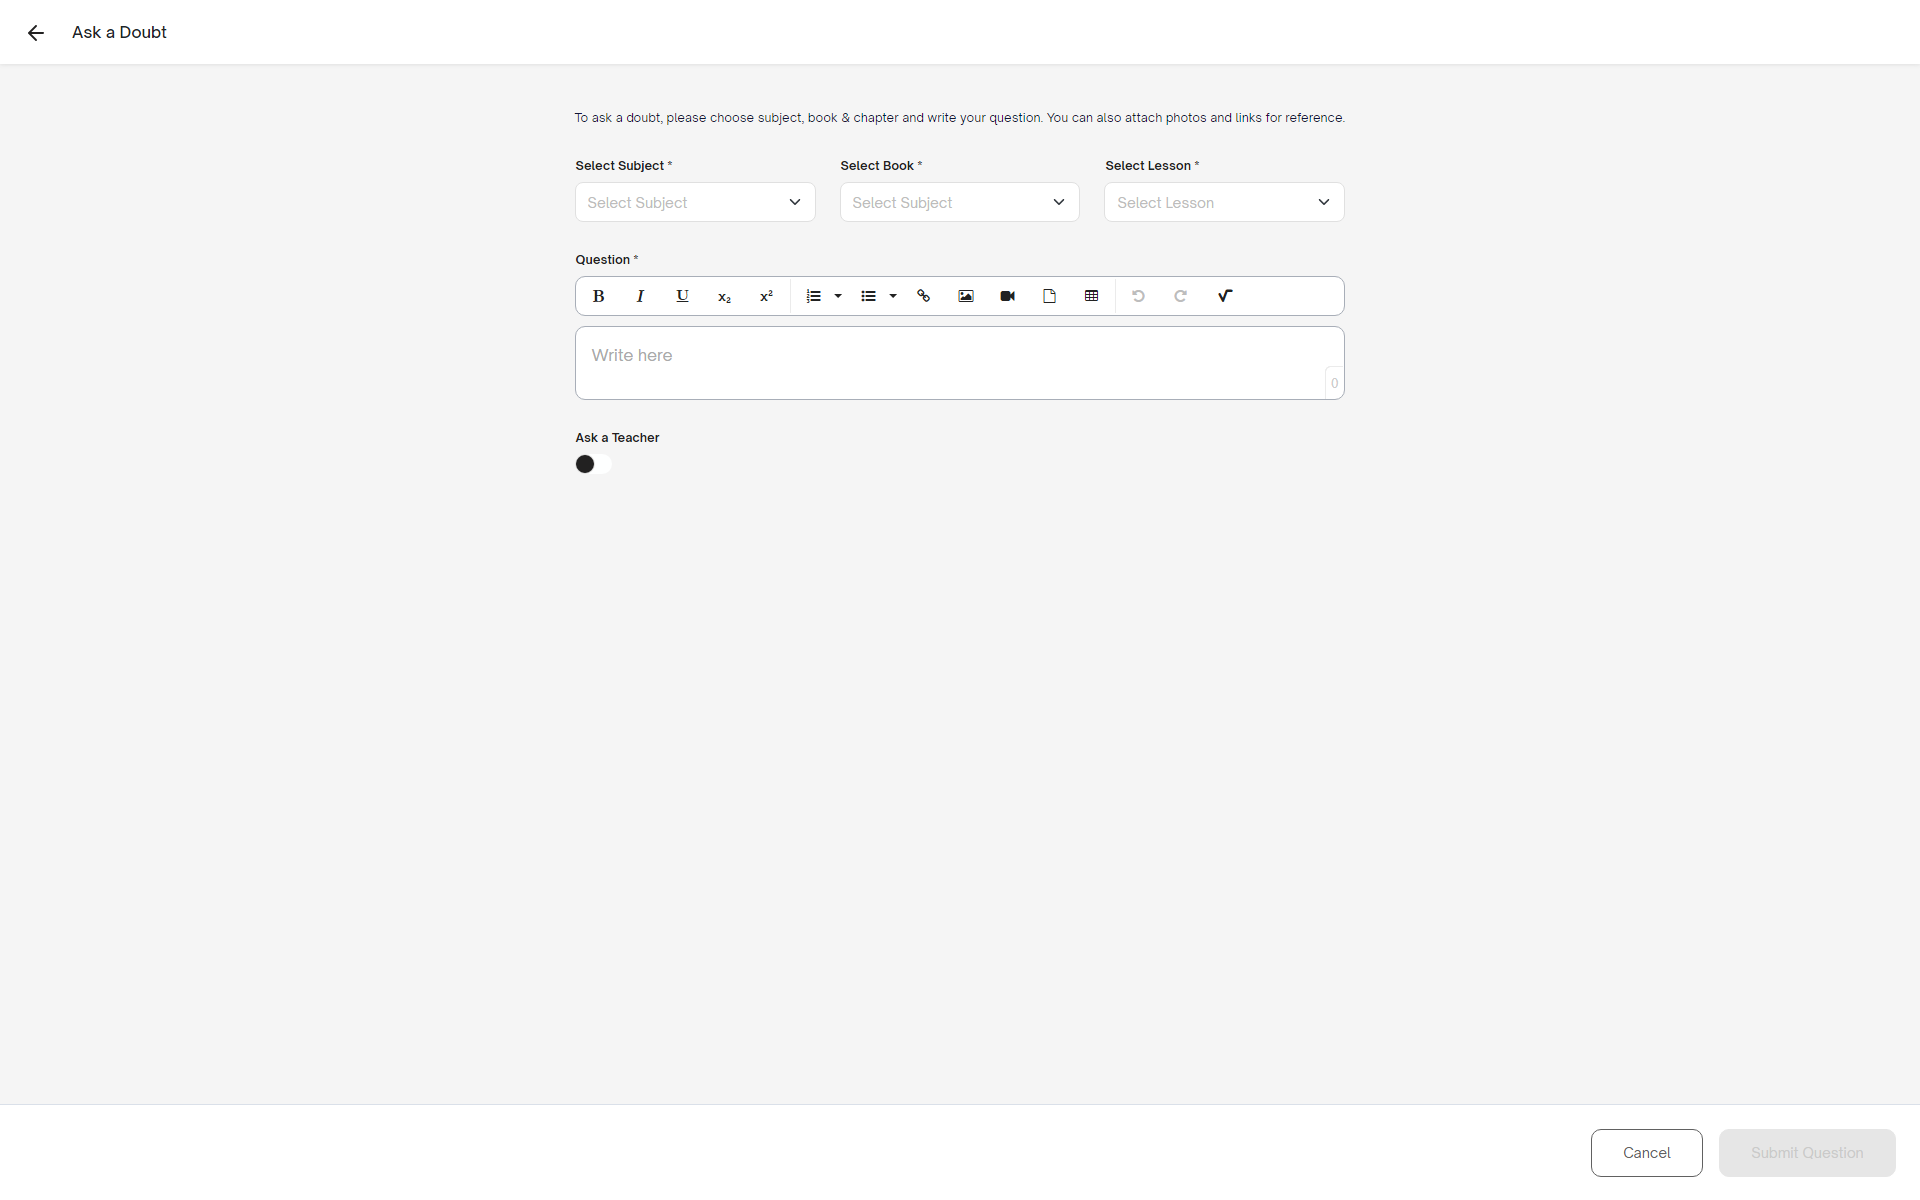 Ask a Doubt
To ask a doubt, please choose subject, book & chapter and write your question. You can also attach photos and links for reference.
Select Subject * Select Book * Select Lesson *
Select Subject Select Subject Select Lesson
Question *
B I U x₂ x²
Write here
0
Ask a Teacher
Cancel Submit Question